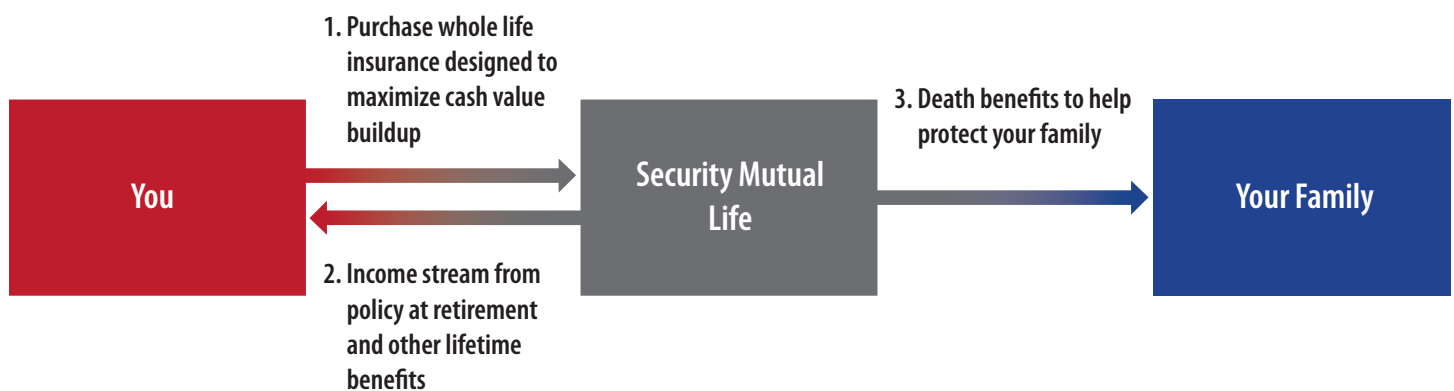 1. Purchase whole life
insurance designed to
maximize cash value
buildup
You
Security Mutual
Life
3. Death benefits to help
protect your family
Your Family
2. Income stream from
policy at retirement
and other lifetime
benefits